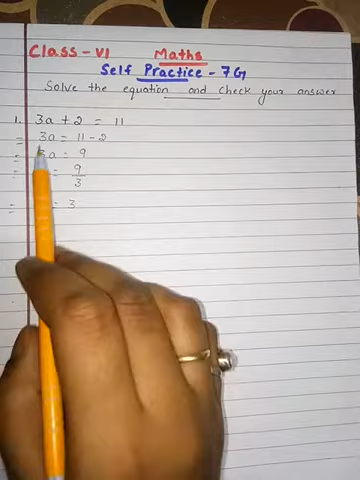 Class - VI Maths
Self Practice - 7G
Solve the equation and check your answer
1. 3a + 2 = 11
= 3a = 11 - 2
= 3a = 9
= = 9/3
= = 3